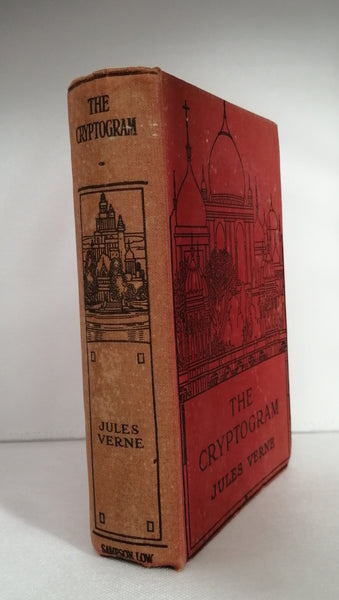 THE
CRYPTOGRAM
JULES
VERNE
SAMPSON LOW
THE
CRYPTOGRAM
JULES VERNE